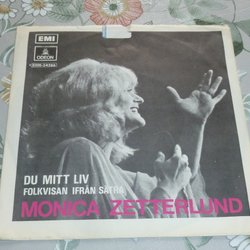 EMI
ODEON
DU MITT LIV
FOLKVISAN IFRÅN SÄTRA
MONICA ZETTERLUND